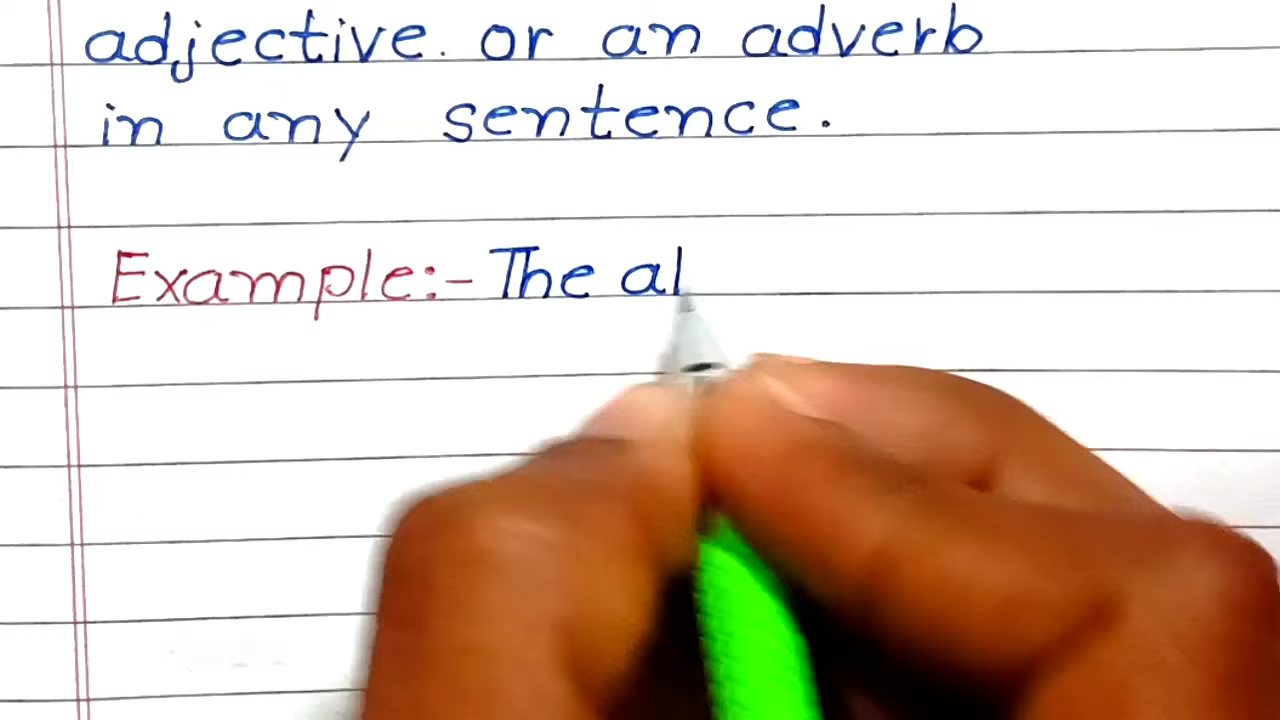 adjective. or an adverb
in any sentence.
Example:- The al